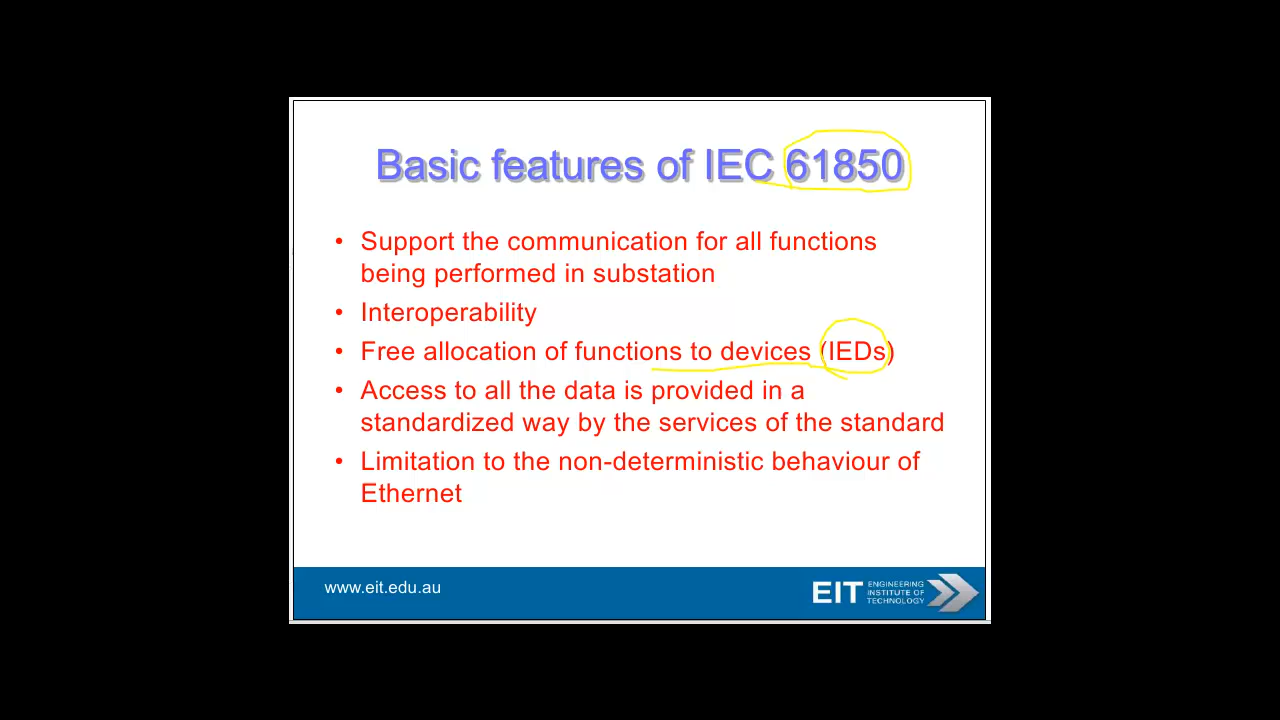 Basic features of IEC 61850
• Support the communication for all functions
being performed in substation
• Interoperability
• Free allocation of functions to devices (IEDs)
• Access to all the data is provided in a
standardized way by the services of the standard
• Limitation to the non-deterministic behaviour of
Ethernet
www.eit.edu.au
EIT
ENGINEERING
INSTITUTE OF
TECHNOLOGY